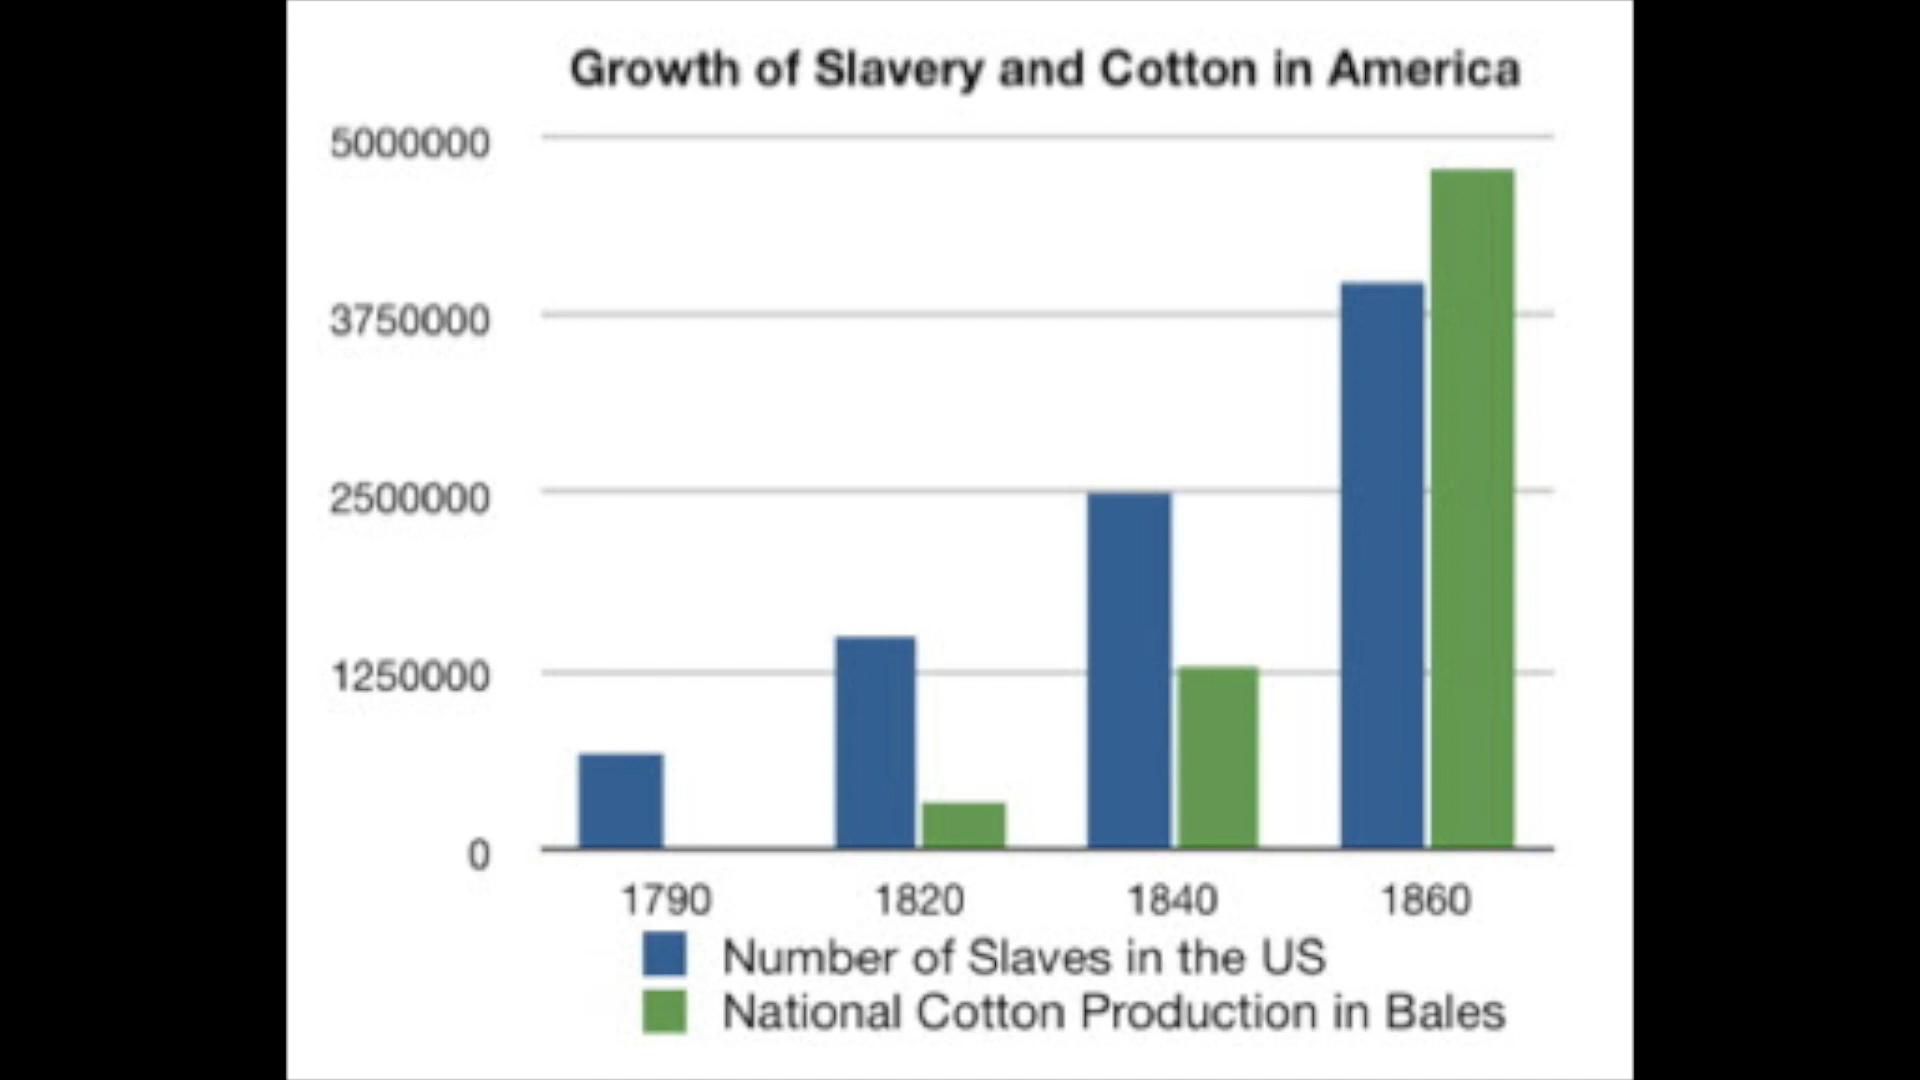 Growth of Slavery and Cotton in America
5000000
3750000
2500000
1250000
0
1790 1820 1840 1860
Number of Slaves in the US
National Cotton Production in Bales